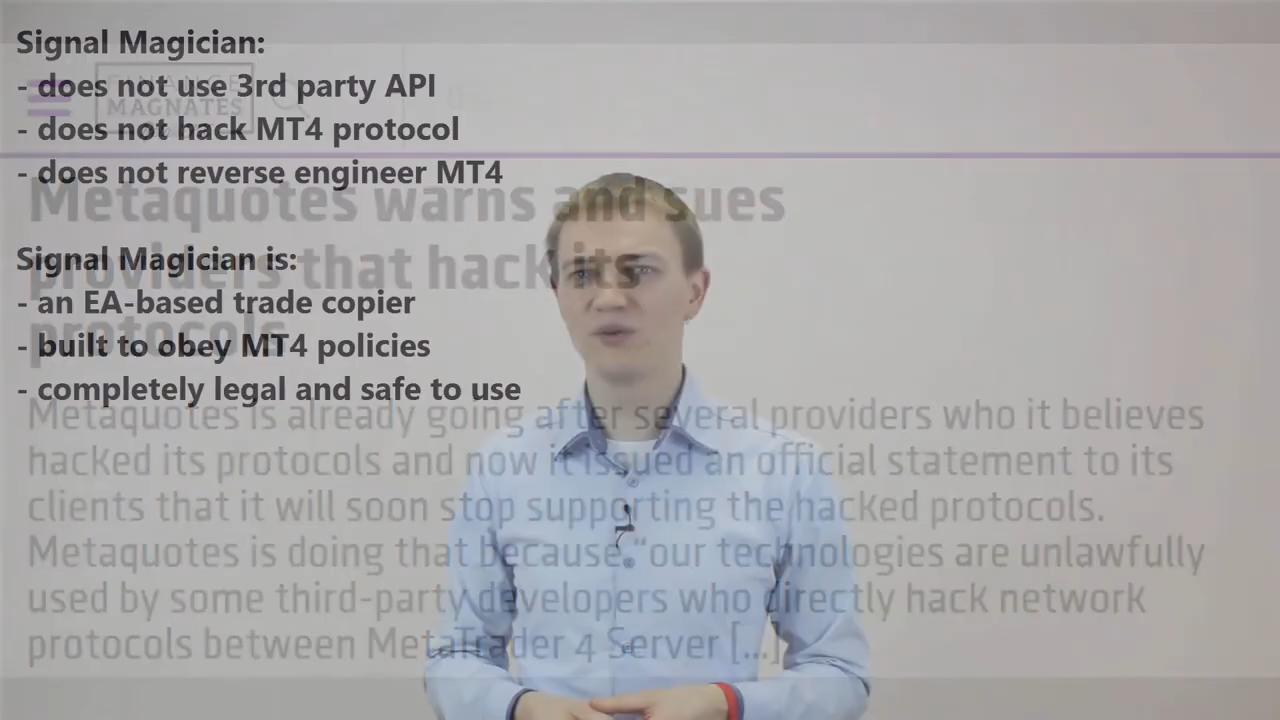 Signal Magician:
- does not use 3rd party API
- does not hack MT4 protocol
- does not reverse engineer MT4
Signal Magician is:
- an EA-based trade copier
- built to obey MT4 policies
- completely legal and safe to use
FINANCE
MAGNATES
Metaquotes warns and sues
providers that hack its
protocols
Metaquotes is already going after several providers who it believes
hacked its protocols and now it issued an official statement to its
clients that it will soon stop supporting the hacked protocols.
Metaquotes is doing that because “our technologies are unlawfully
used by some third-party developers who directly hack network
protocols between MetaTrader 4 Server [...]